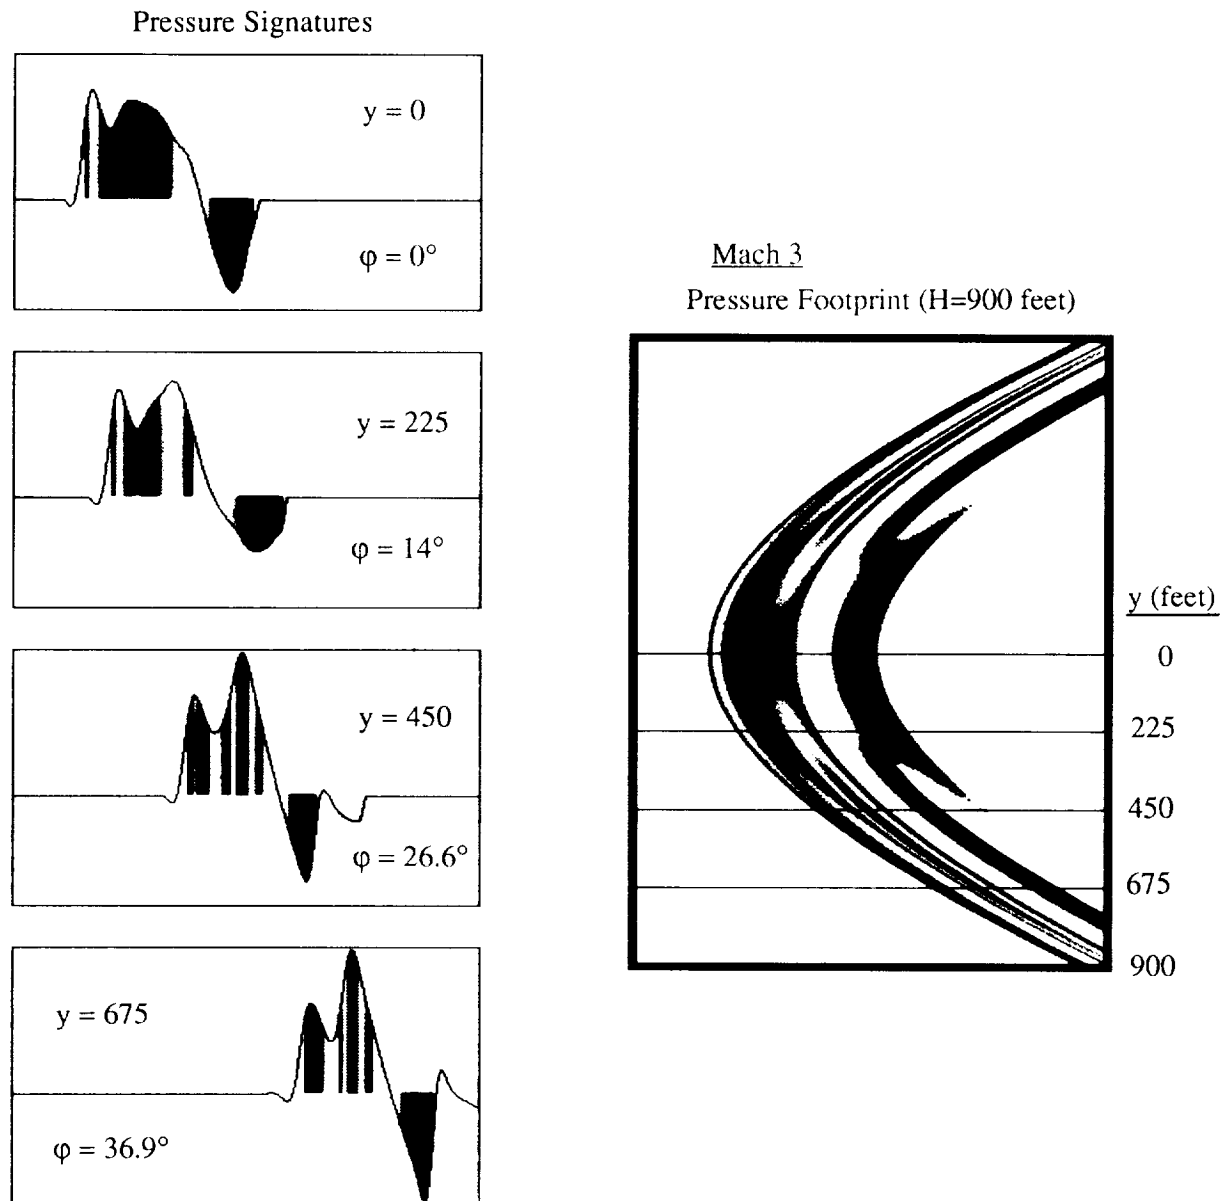 Pressure Signatures
y = 0
φ = 0°
y = 225
φ = 14°
y = 450
φ = 26.6°
y = 675
φ = 36.9°
Mach 3
Pressure Footprint (H=900 feet)
y (feet)
0
225
450
675
900